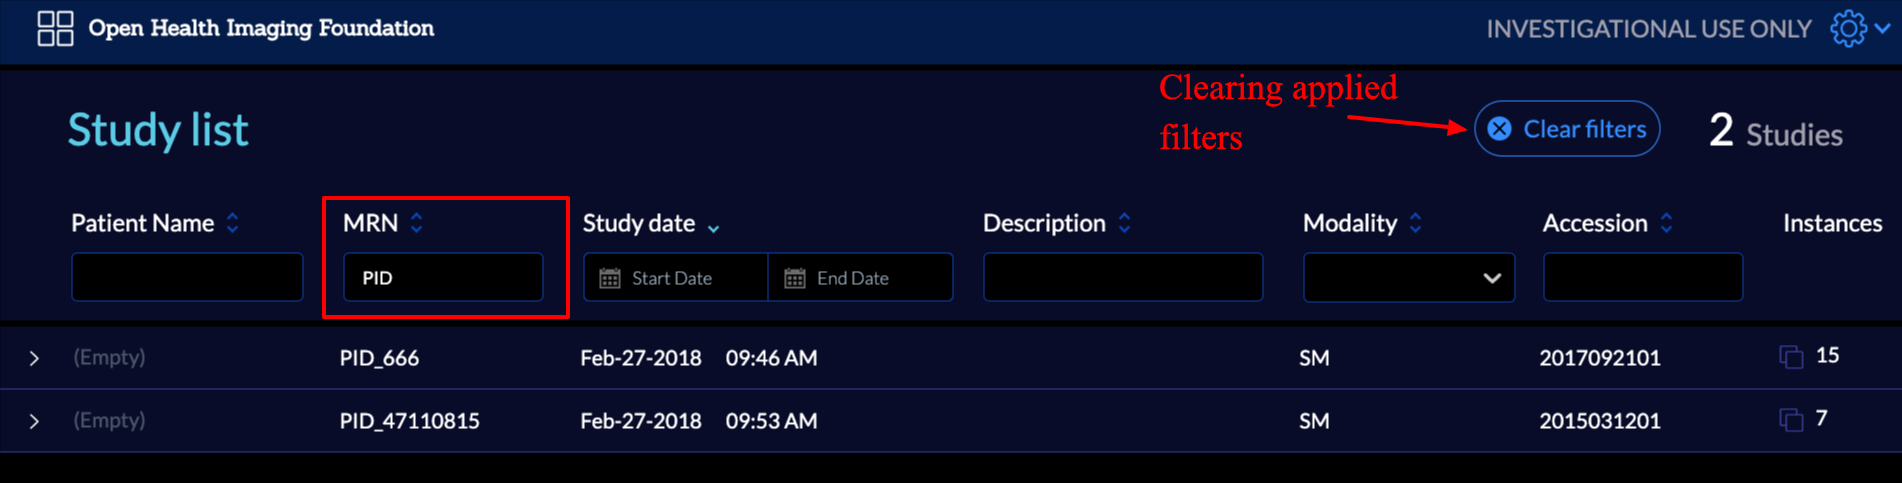 Open Health Imaging Foundation
INVESTIGATIONAL USE ONLY
Clearing applied
filters
Study list
Clear filters
2 Studies
Patient Name MRN Study date Description Modality Accession Instances
PID Start Date End Date
(Empty) PID_666 Feb-27-2018 09:46 AM SM 2017092101 15
(Empty) PID_47110815 Feb-27-2018 09:53 AM SM 2015031201 7